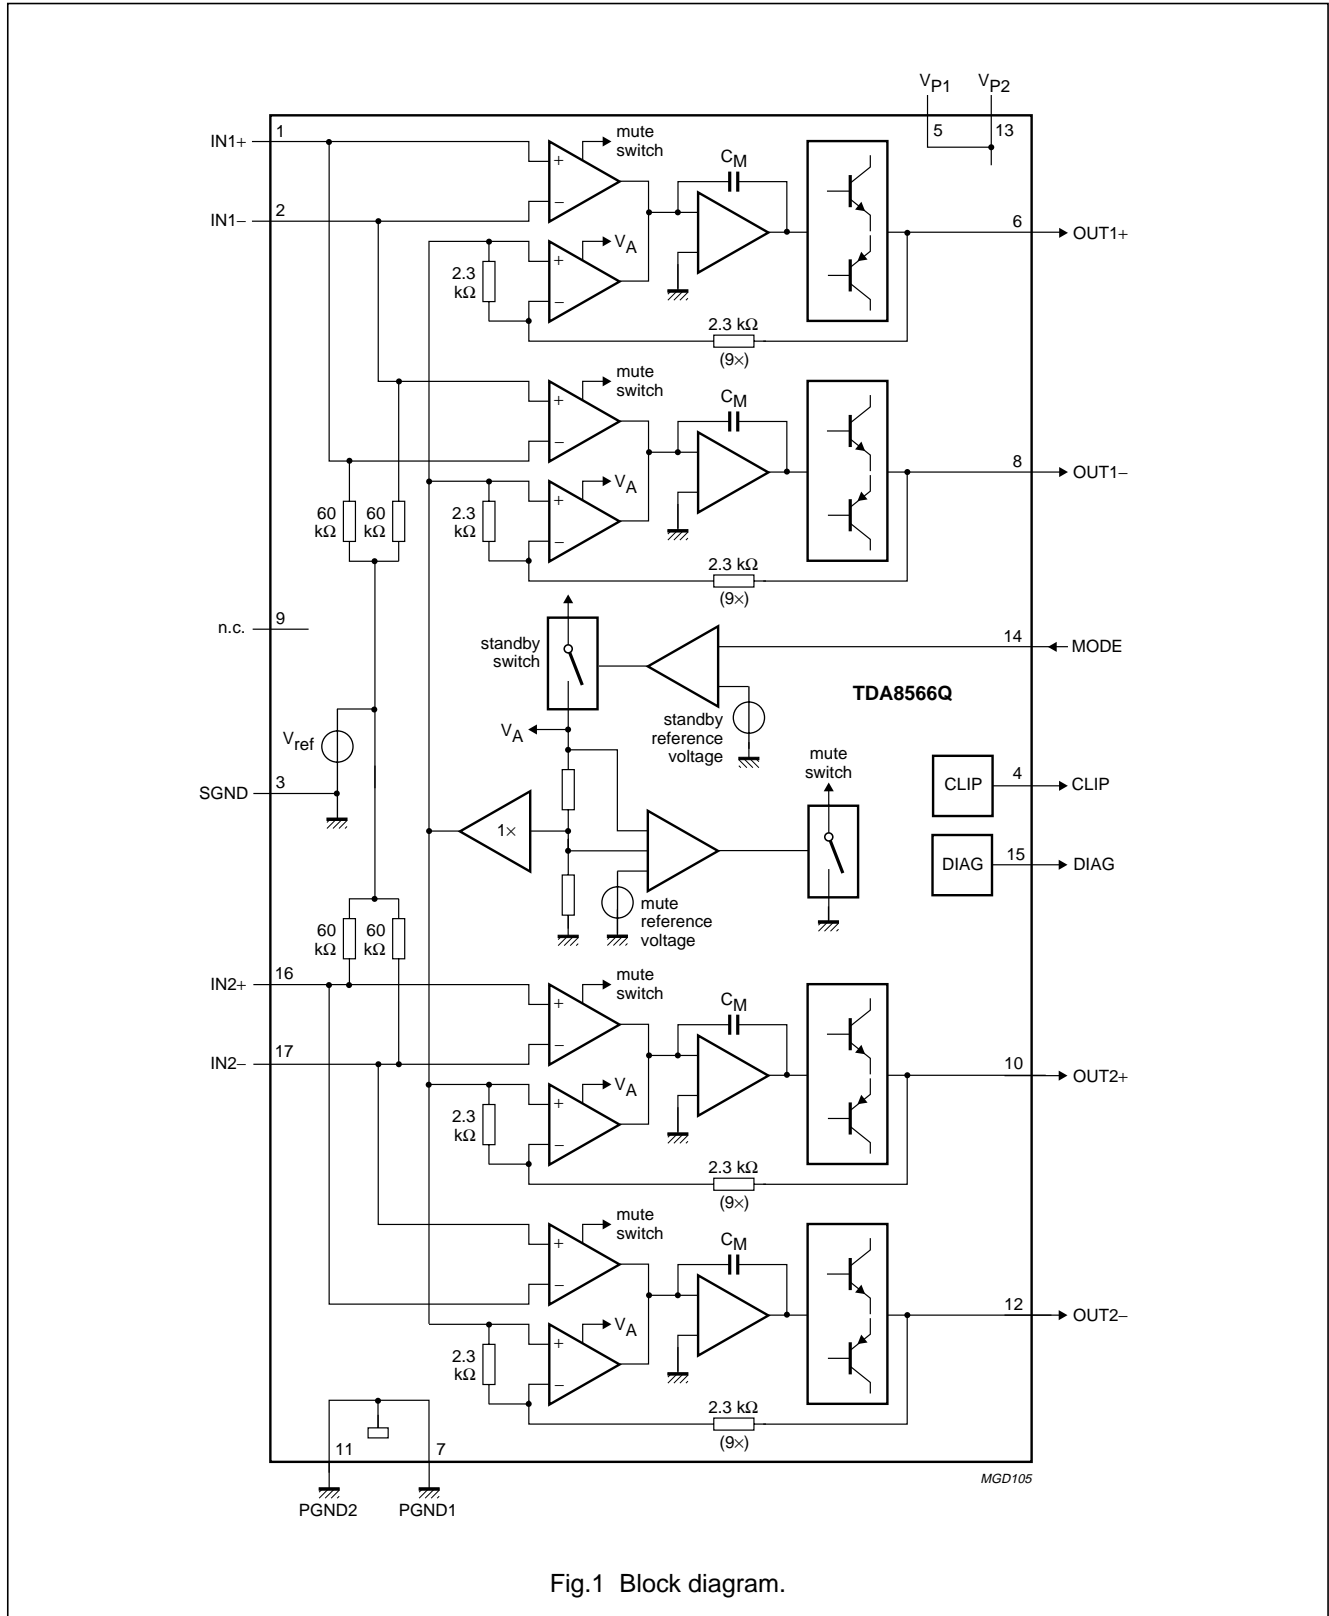 VP1
VP2
5
13
IN1+
1
mute
switch
CM
+
−
IN1−
2
6
OUT1+
VA
2.3
kΩ
+
−
2.3 kΩ
(9×)
mute
switch
CM
+
−
8
OUT1−
VA
60
kΩ
60
kΩ
2.3
kΩ
+
−
2.3 kΩ
(9×)
n.c.
9
standby
switch
14
MODE
TDA8566Q
VA
standby
reference
voltage
Vref
mute
switch
SGND
3
CLIP
4
CLIP
1×
DIAG
15
DIAG
mute
reference
voltage
60
kΩ
60
kΩ
IN2+
16
mute
switch
CM
+
−
IN2−
17
10
OUT2+
VA
2.3
kΩ
+
−
2.3 kΩ
(9×)
mute
switch
CM
+
−
12
OUT2−
VA
2.3
kΩ
+
−
2.3 kΩ
(9×)
11
7
PGND2
PGND1
MGD105
Fig.1 Block diagram.